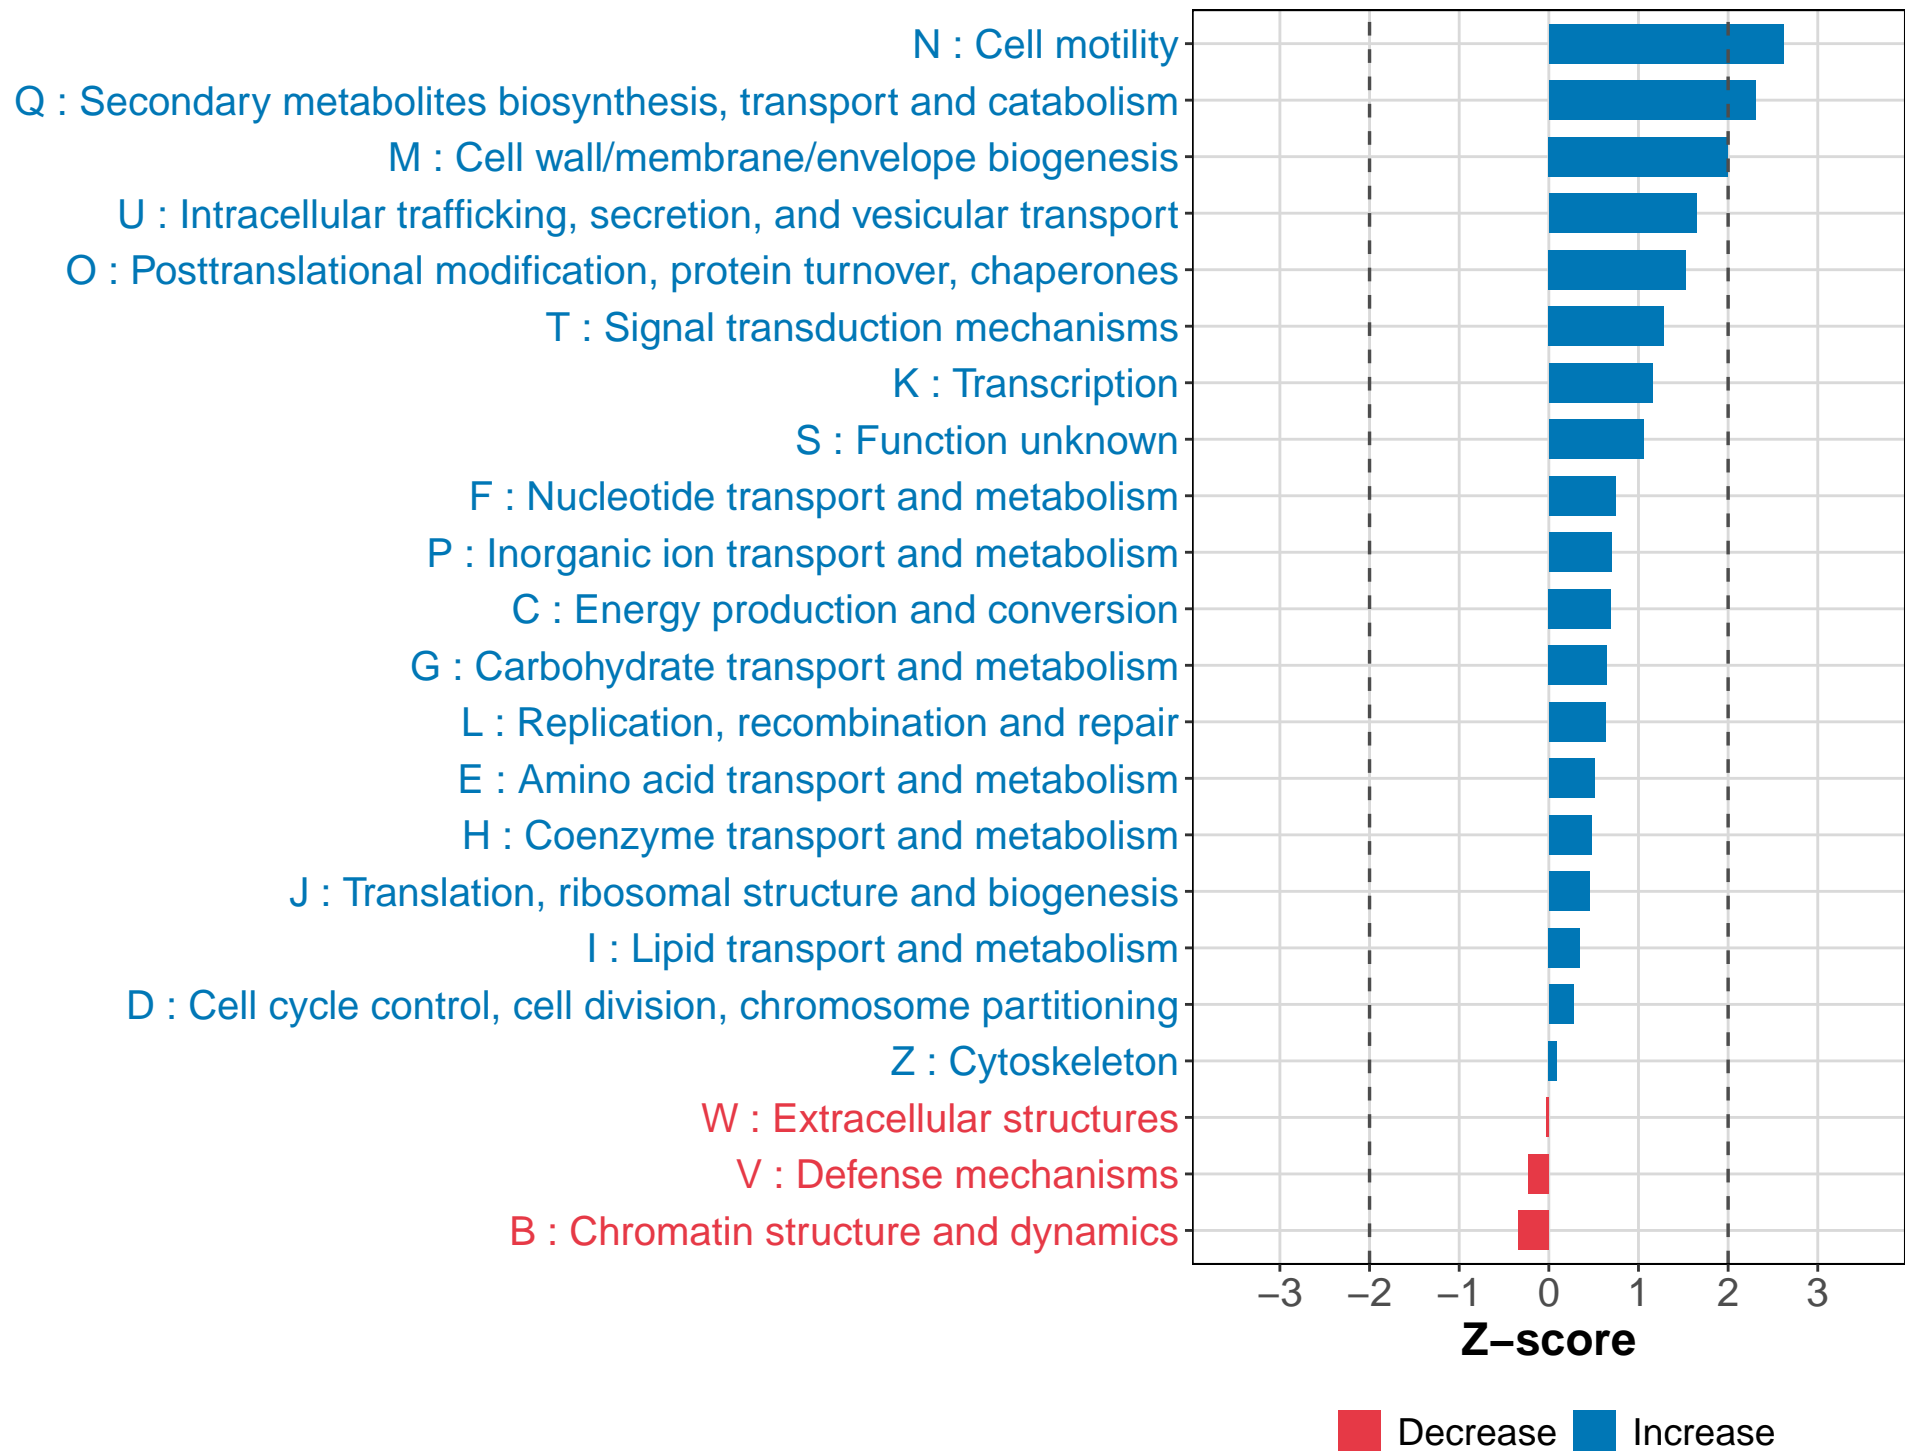 N : Cell motility
Q : Secondary metabolites biosynthesis, transport and catabolism
M : Cell wall/membrane/envelope biogenesis
U : Intracellular trafficking, secretion, and vesicular transport
O : Posttranslational modification, protein turnover, chaperones
T : Signal transduction mechanisms
K : Transcription
S : Function unknown
F : Nucleotide transport and metabolism
P : Inorganic ion transport and metabolism
C : Energy production and conversion
G : Carbohydrate transport and metabolism
L : Replication, recombination and repair
E : Amino acid transport and metabolism
H : Coenzyme transport and metabolism
J : Translation, ribosomal structure and biogenesis
I : Lipid transport and metabolism
D : Cell cycle control, cell division, chromosome partitioning
Z : Cytoskeleton
W : Extracellular structures
V : Defense mechanisms
B : Chromatin structure and dynamics
−3 −2 −1 0 1 2 3
Z−score
Decrease Increase